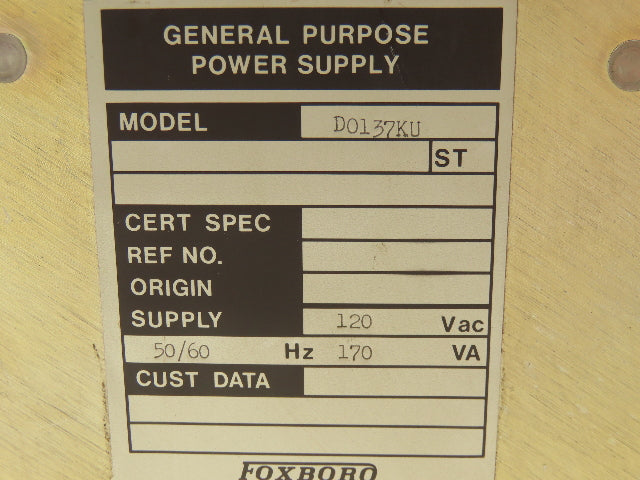 GENERAL PURPOSE
POWER SUPPLY
MODEL D0137KU
ST
CERT SPEC
REF NO.
ORIGIN
SUPPLY 120 Vac
50/60 Hz 170 VA
CUST DATA
FOXBORO